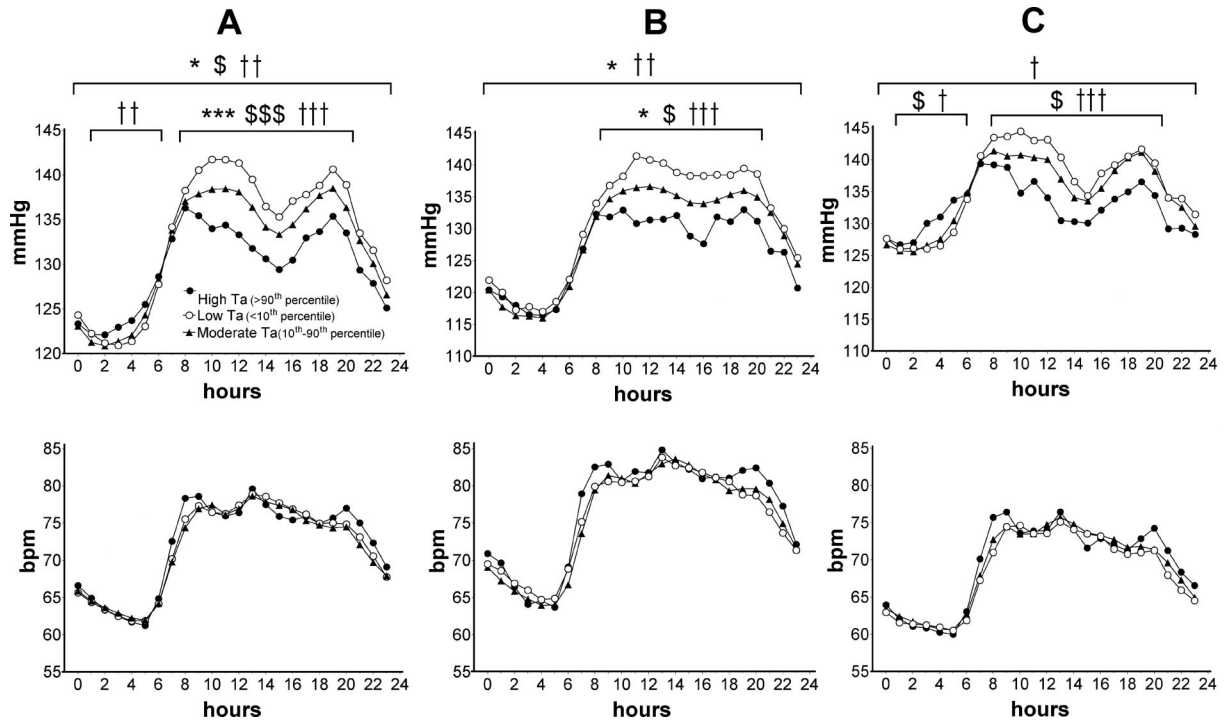 A
B
C
* $ ††
* ††
†
††
*** $$$ †††
* $ †††
$ †
$ †††
mmHg
145
140
135
130
125
120
High Ta (>90th percentile)
Low Ta (<10th percentile)
Moderate Ta (10th-90th percentile)
0 2 4 6 8 10 12 14 16 18 20 22 24
hours
mmHg
145
140
135
130
125
120
115
110
0 2 4 6 8 10 12 14 16 18 20 22 24
hours
mmHg
145
140
135
130
125
120
115
110
0 2 4 6 8 10 12 14 16 18 20 22 24
hours
bpm
85
80
75
70
65
60
55
0 2 4 6 8 10 12 14 16 18 20 22 24
hours
bpm
85
80
75
70
65
60
55
0 2 4 6 8 10 12 14 16 18 20 22 24
hours
bpm
85
80
75
70
65
60
55
0 2 4 6 8 10 12 14 16 18 20 22 24
hours